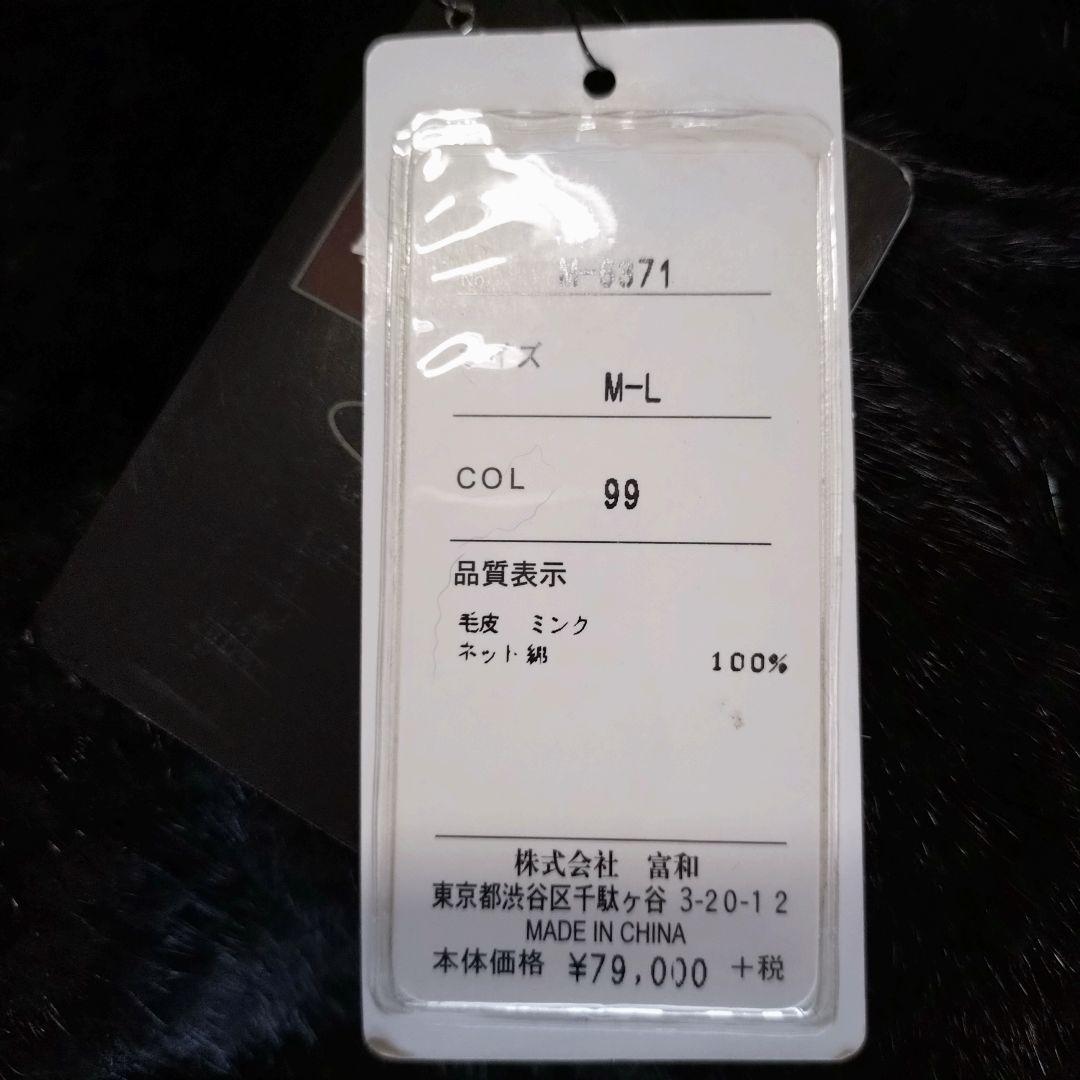 No. M-6371
サイズ
M-L
COL 99
品質表示
毛皮 ミンク
ネット 綿 100%
株式会社 富和
東京都渋谷区千駄ヶ谷 3-20-12
MADE IN CHINA
本体価格 ¥79,000 +税